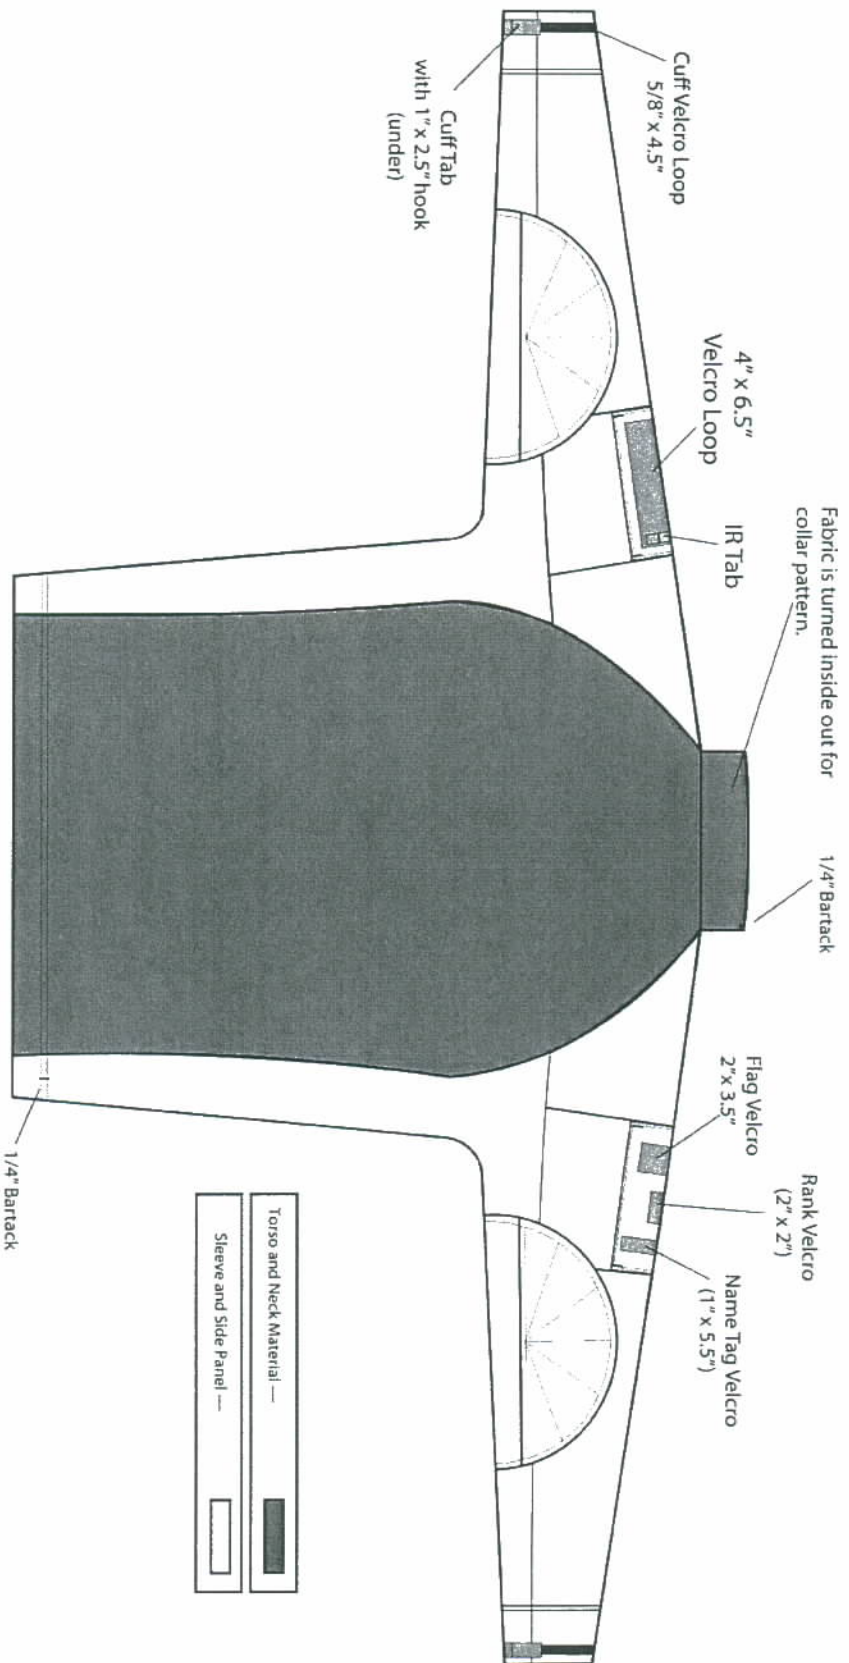 Cuff Velcro Loop
5/8" x 4.5"
Cuff Tab
with 1" x 2.5" hook
(under)
4" x 6.5"
Velcro Loop
IR Tab
Fabric is turned inside out for
collar pattern.
1/4" Bartack
Flag Velcro
2" x 3.5"
Rank Velcro
(2" x 2")
Name Tag Velcro
(1" x 5.5")
Torso and Neck Material —
Sleeve and Side Panel —
1/4" Bartack